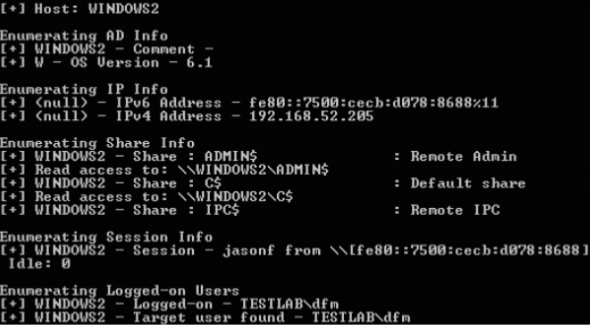 [+] Host: WINDOWS2
Enumerating AD Info
[+] WINDOWS2 - Comment -
[+] W - OS Version - 6.1
Enumerating IP Info
[+] (null) - IPv6 Address - fe80::7500:cecb:d078:8688%11
[+] (null) - IPv4 Address - 192.168.52.205
Enumerating Share Info
[+] WINDOWS2 - Share : ADMIN$ : Remote Admin
[+] Read access to: \\WINDOWS2\ADMIN$
[+] WINDOWS2 - Share : C$ : Default share
[+] Read access to: \\WINDOWS2\C$
[+] WINDOWS2 - Share : IPC$ : Remote IPC
Enumerating Session Info
[+] WINDOWS2 - Session - jasonf from \\[fe80::7500:cecb:d078:8688]
Idle: 0
Enumerating Logged-on Users
[+] WINDOWS2 - Logged-on - TESTLAB\dfm
[+] WINDOWS2 - Target user found - TESTLAB\dfm